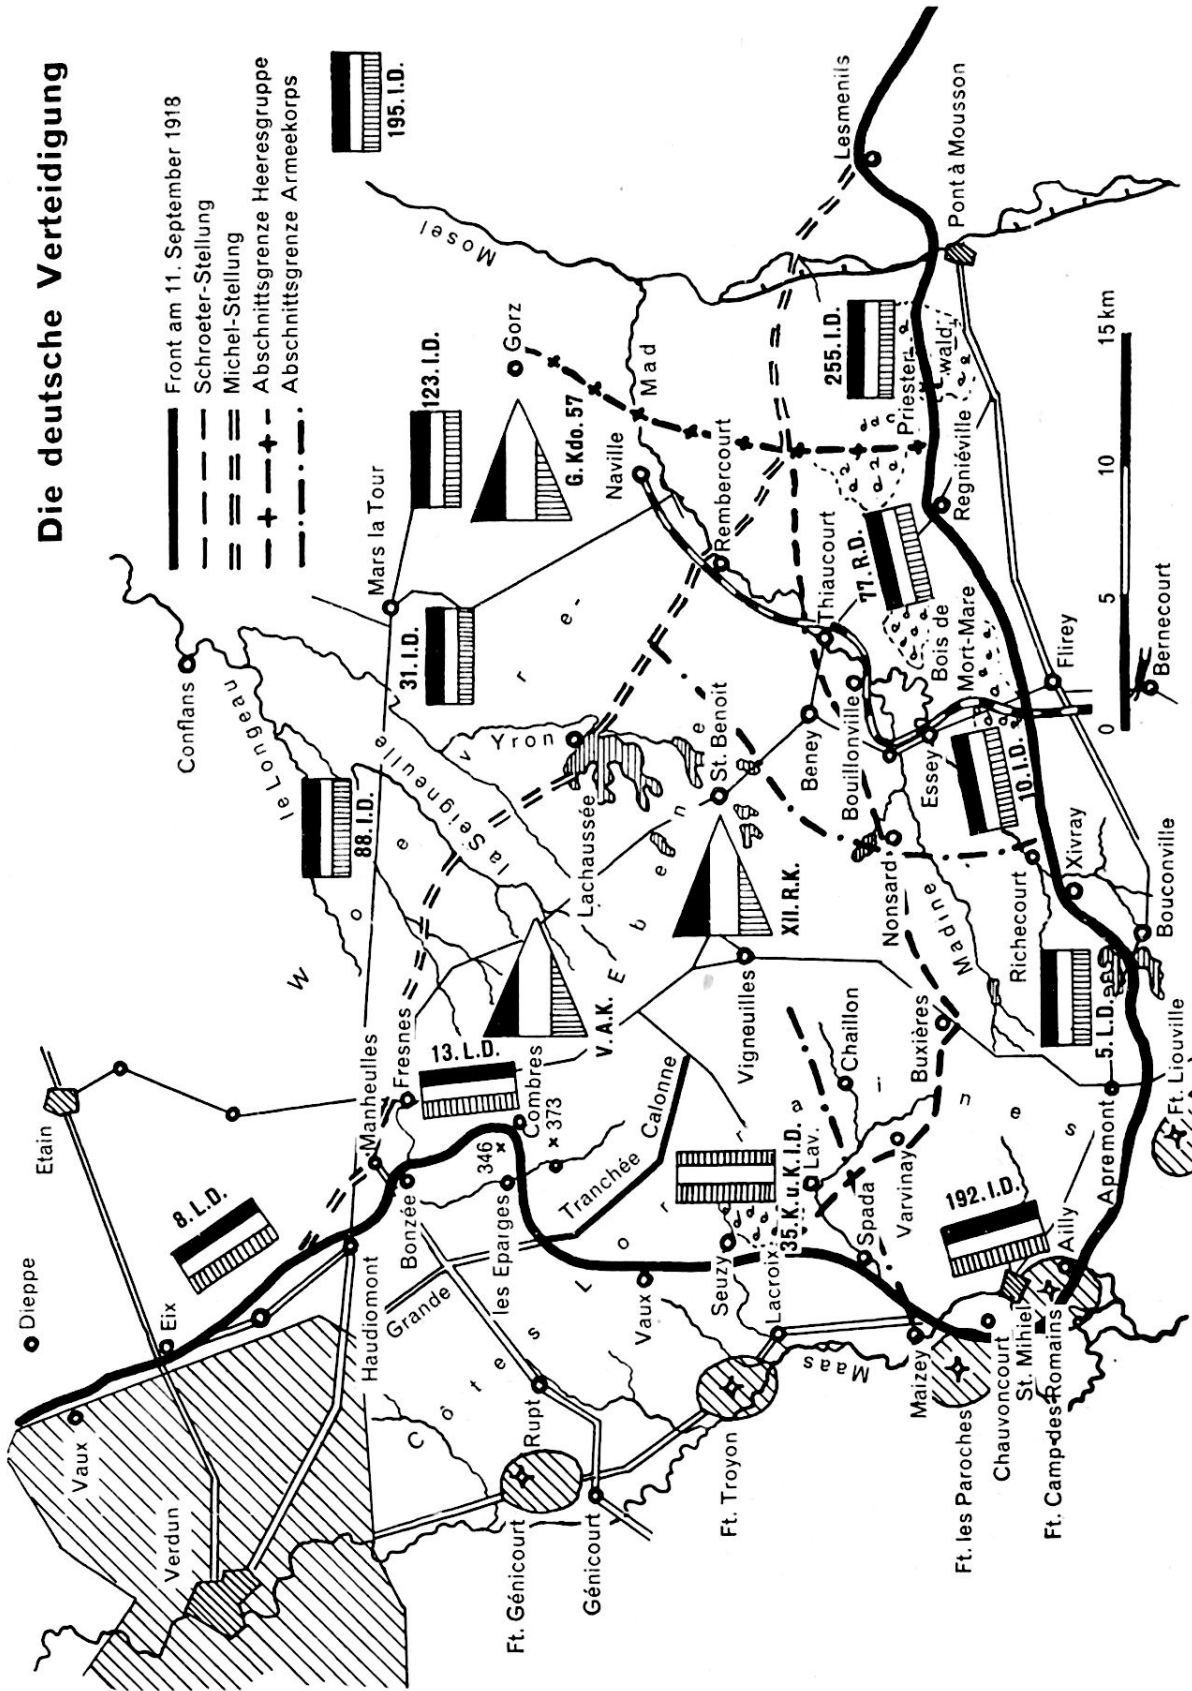 Die deutsche Verteidigung
Front am 11. September 1918
Schroeter-Stellung
Michel-Stellung
Abschnittsgrenze Heeresgruppe
Abschnittsgrenze Armeekorps
195. I.D.
Conflans
Mars la Tour
123. I.D.
Gorz
G. Kdo. 57
Mosel
Etain
Dieppe
Eix
Vaux
Verdun
8. L.D.
le Longeau
88. I.D.
31. I.D.
la Seigneulle
Yron
Lachaussée
Woevre-
Ebene
Naville
Mad
Rembercourt
Manheulles
Fresnes
13. L.D.
V. A.K.
Haudiomont
Bonzée
346
Combres
373
les Eparges
Grande
Tranchée
Calonne
Côtes
Lorraines
Rupt
Ft. Génicourt
Génicourt
Vigneuilles
XII. R.K.
St. Benoit
Beney
Thiaucourt
Bouillonville
77. R.D.
255. I.D.
Priester-
wald
Lesmenils
Pont à Mousson
Regniéville
Bois de
Mort-Mare
Essey
Nonsard
Madine
10. I.D.
Flirey
Bernecourt
Richecourt
Xivray
Bouconville
5. L.D.
Buxières
Chaillon
Vaux
Seuzy
Lacroix
35. K.u.K. I.D.
Lav.
Spada
Varvinay
Maas
Maizey
Ft. Troyon
Ft. les Paroches
Chauvoncourt
St. Mihiel
Ft. Camp-des-Romains
192. I.D.
Ailly
Apremont
Ft. Liouville
0
5
10
15 km